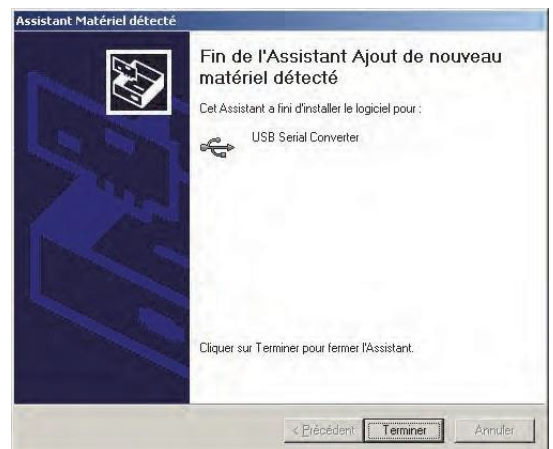 Assistant Matériel détecté
Fin de l'Assistant Ajout de nouveau
matériel détecté
Cet Assistant a fini d'installer le logiciel pour :
USB Serial Converter
Cliquer sur Terminer pour fermer l'Assistant.
< Précédent
Terminer
Annuler